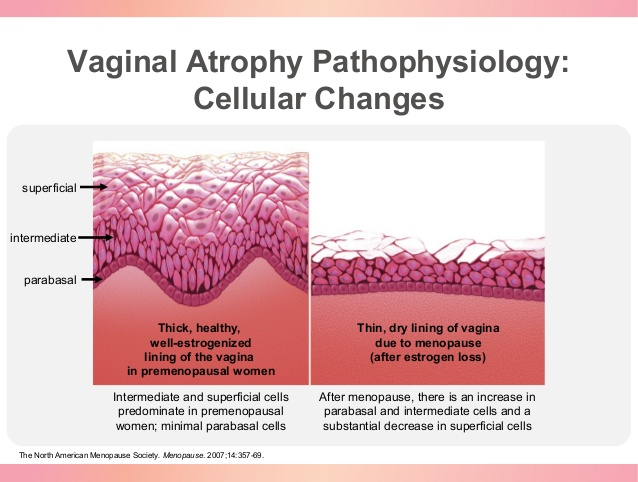 Vaginal Atrophy Pathophysiology:
Cellular Changes
superficial
intermediate
parabasal
Thick, healthy,
well-estrogenized
lining of the vagina
in premenopausal women
Thin, dry lining of vagina
due to menopause
(after estrogen loss)
Intermediate and superficial cells
predominate in premenopausal
women; minimal parabasal cells
After menopause, there is an increase in
parabasal and intermediate cells and a
substantial decrease in superficial cells
The North American Menopause Society. Menopause. 2007;14:357-69.